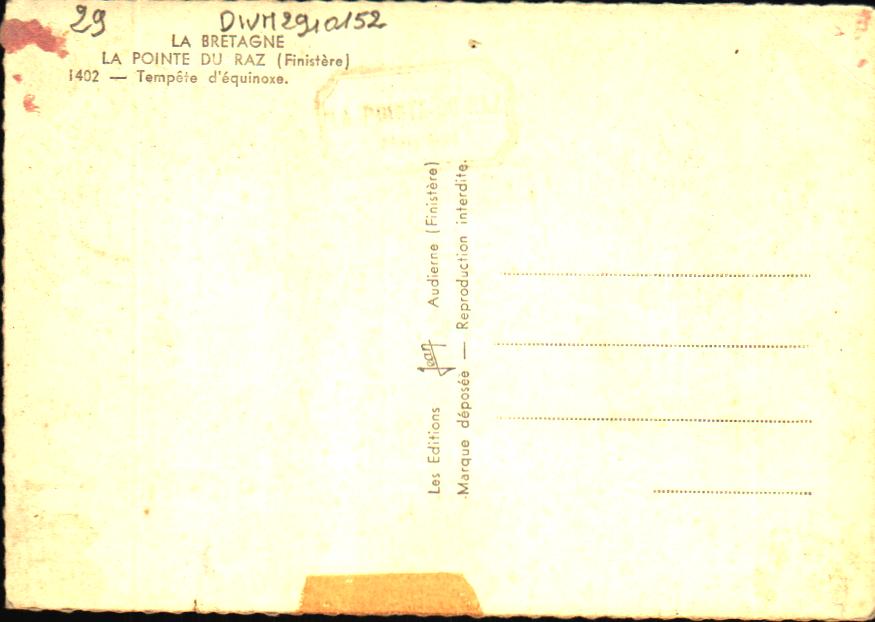 29
DIVM2910152
LA BRETAGNE
LA POINTE DU RAZ (Finistère)
1402 — Tempête d'équinoxe.
Les Editions Jean Audierne (Finistère)
Marque déposée — Reproduction interdite.